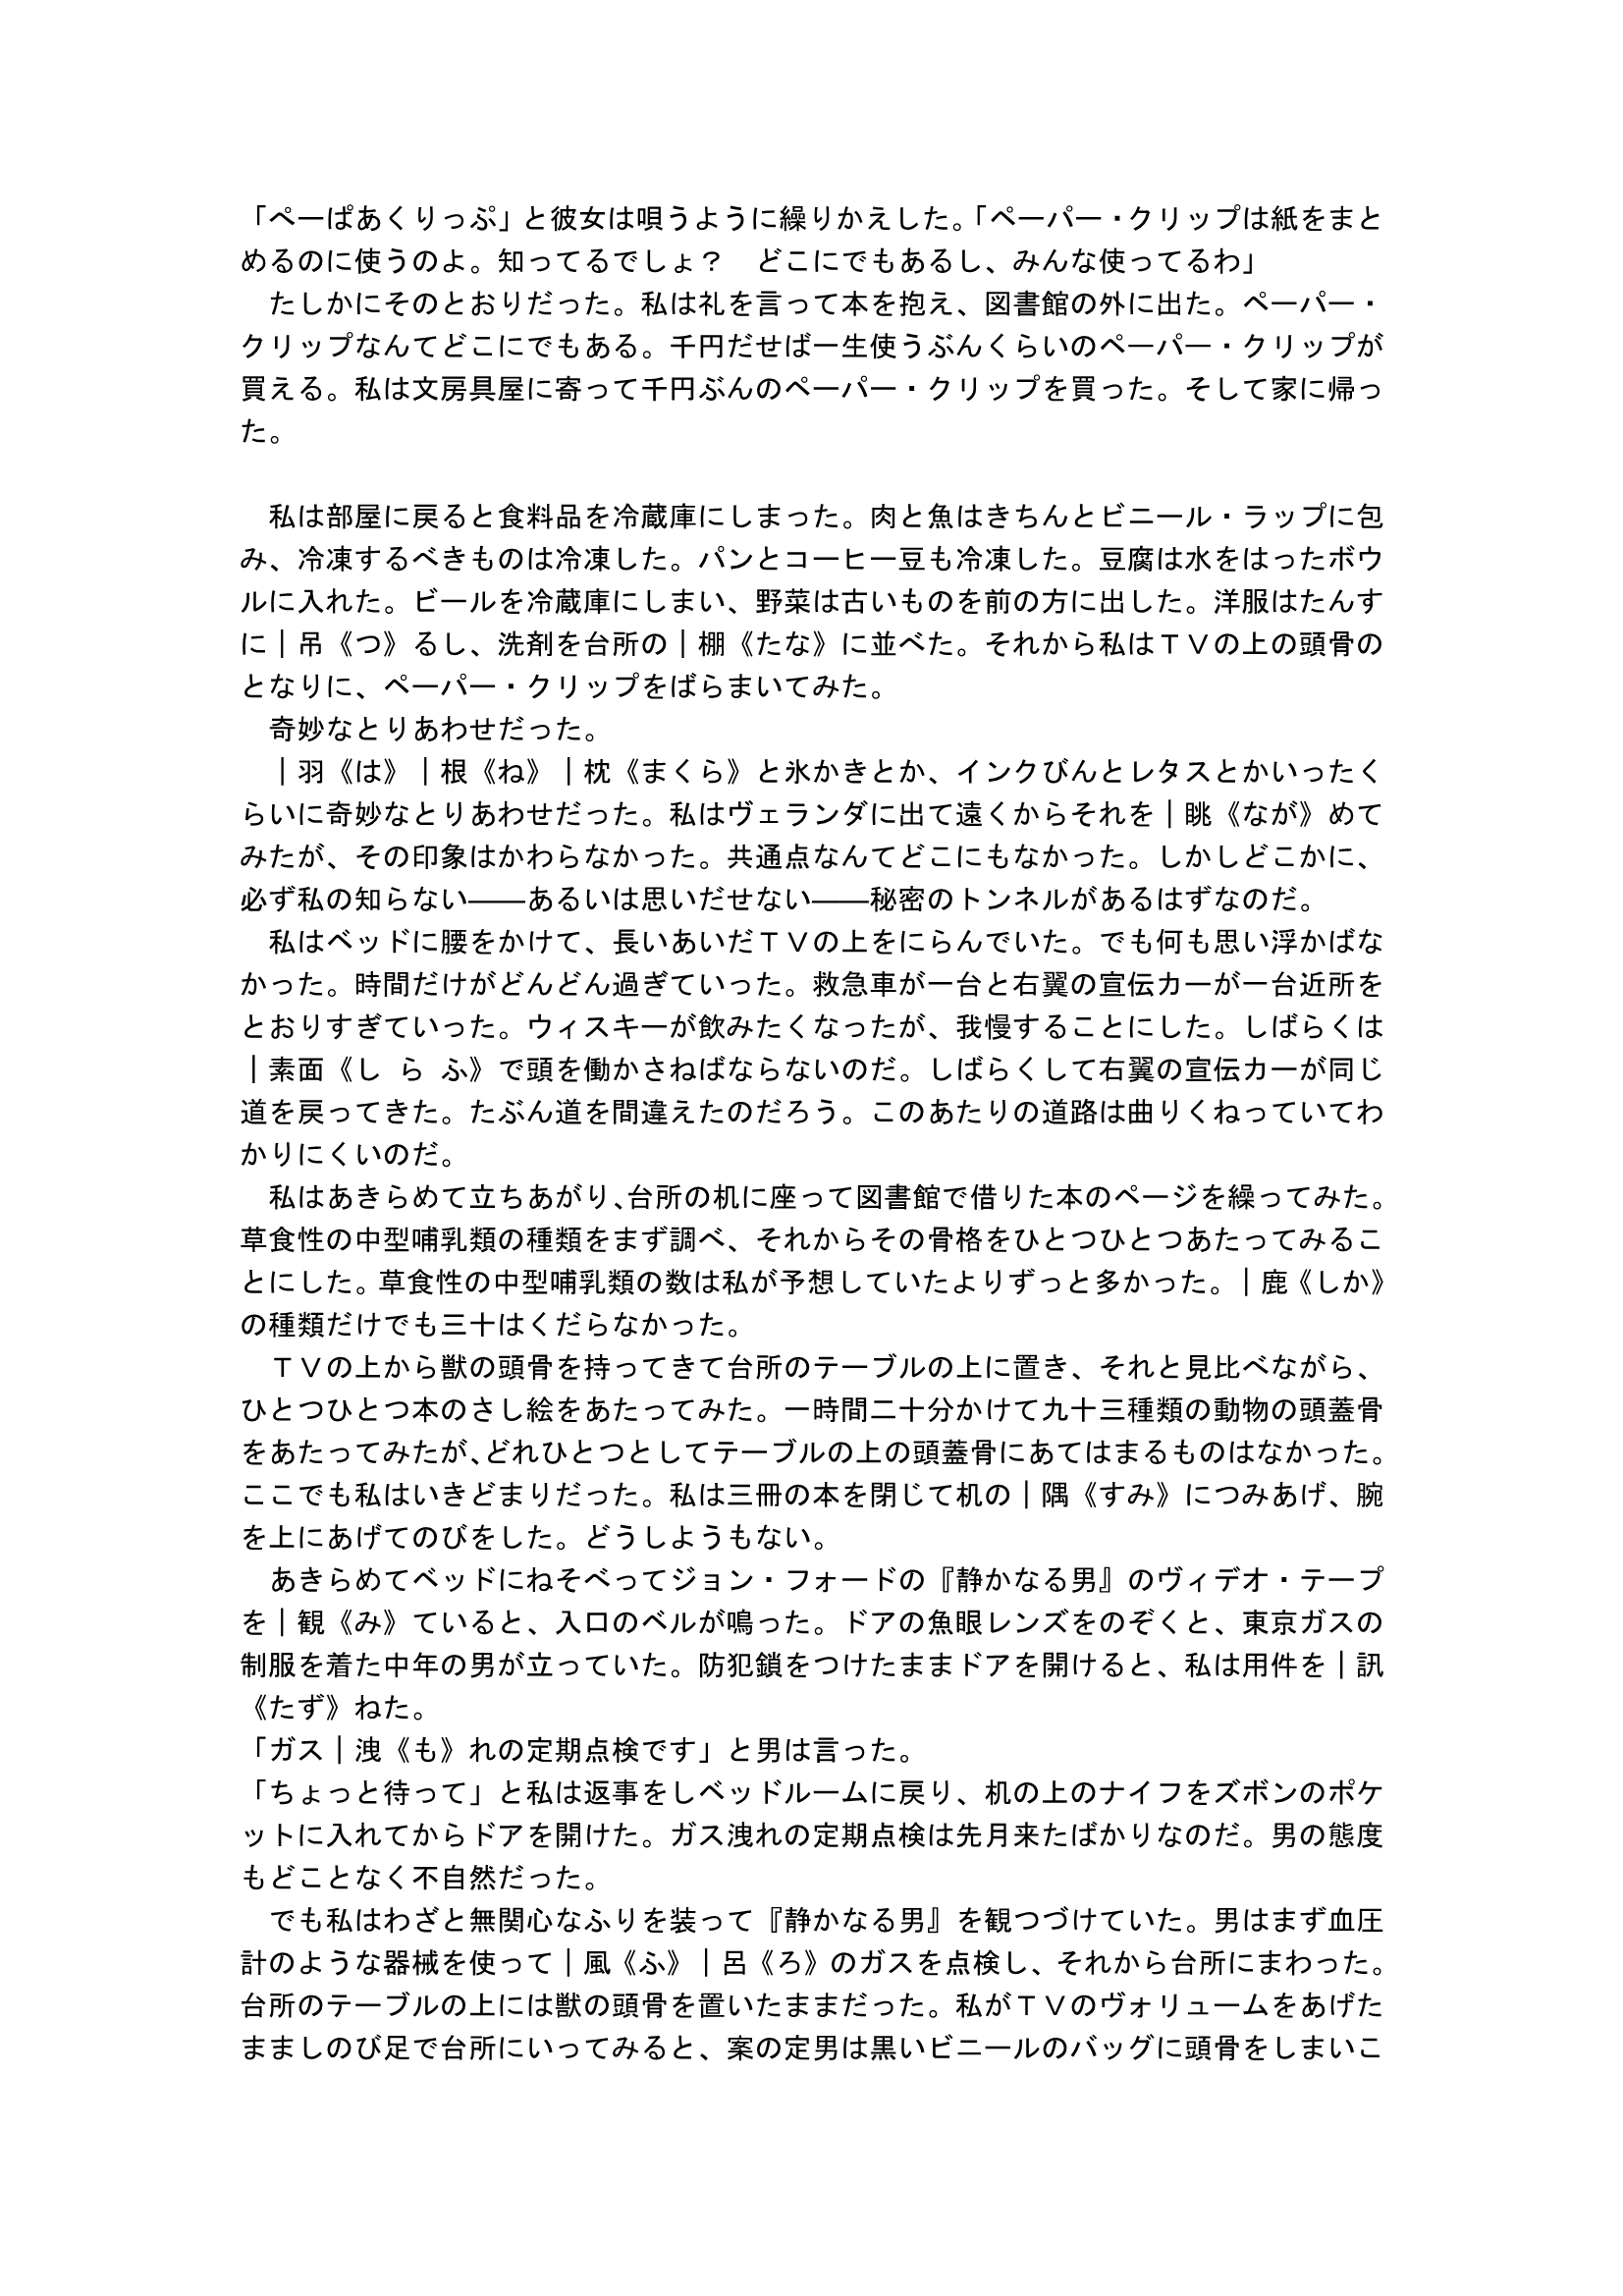 「ペーぱあくりっぷ」と彼女は唄うように繰りかえした。「ペーパー・クリップは紙をまと
めるのに使うのよ。知ってるでしょ？　どこにでもあるし、みんな使ってるわ」
　たしかにそのとおりだった。私は礼を言って本を抱え、図書館の外に出た。ペーパー・
クリップなんてどこにでもある。千円だせば一生使うぶんくらいのペーパー・クリップが
買える。私は文房具屋に寄って千円ぶんのペーパー・クリップを買った。そして家に帰っ
た。

　私は部屋に戻ると食料品を冷蔵庫にしまった。肉と魚はきちんとビニール・ラップに包
み、冷凍するべきものは冷凍した。パンとコーヒー豆も冷凍した。豆腐は水をはったボウ
ルに入れた。ビールを冷蔵庫にしまい、野菜は古いものを前の方に出した。洋服はたんす
に｜吊《つ》るし、洗剤を台所の｜棚《たな》に並べた。それから私はＴＶの上の頭骨の
となりに、ペーパー・クリップをばらまいてみた。
　奇妙なとりあわせだった。
　｜羽《は》｜根《ね》｜枕《まくら》と氷かきとか、インクびんとレタスとかいったく
らいに奇妙なとりあわせだった。私はヴェランダに出て遠くからそれを｜眺《なが》めて
みたが、その印象はかわらなかった。共通点なんてどこにもなかった。しかしどこかに、
必ず私の知らない――あるいは思いだせない――秘密のトンネルがあるはずなのだ。
　私はベッドに腰をかけて、長いあいだＴＶの上をにらんでいた。でも何も思い浮かばな
かった。時間だけがどんどん過ぎていった。救急車が一台と右翼の宣伝カーが一台近所を
とおりすぎていった。ウィスキーが飲みたくなったが、我慢することにした。しばらくは
｜素面《し ら ふ》で頭を働かさねばならないのだ。しばらくして右翼の宣伝カーが同じ
道を戻ってきた。たぶん道を間違えたのだろう。このあたりの道路は曲りくねっていてわ
かりにくいのだ。
　私はあきらめて立ちあがり、台所の机に座って図書館で借りた本のページを繰ってみた。
草食性の中型哺乳類の種類をまず調べ、それからその骨格をひとつひとつあたってみるこ
とにした。草食性の中型哺乳類の数は私が予想していたよりずっと多かった。｜鹿《しか》
の種類だけでも三十はくだらなかった。
　ＴＶの上から獣の頭骨を持ってきて台所のテーブルの上に置き、それと見比べながら、
ひとつひとつ本のさし絵をあたってみた。一時間二十分かけて九十三種類の動物の頭蓋骨
をあたってみたが、どれひとつとしてテーブルの上の頭蓋骨にあてはまるものはなかった。
ここでも私はいきどまりだった。私は三冊の本を閉じて机の｜隅《すみ》につみあげ、腕
を上にあげてのびをした。どうしようもない。
　あきらめてベッドにねそべってジョン・フォードの『静かなる男』のヴィデオ・テープ
を｜観《み》ていると、入口のベルが鳴った。ドアの魚眼レンズをのぞくと、東京ガスの
制服を着た中年の男が立っていた。防犯鎖をつけたままドアを開けると、私は用件を｜訊
《たず》ねた。
「ガス｜洩《も》れの定期点検です」と男は言った。
「ちょっと待って」と私は返事をしベッドルームに戻り、机の上のナイフをズボンのポケ
ットに入れてからドアを開けた。ガス洩れの定期点検は先月来たばかりなのだ。男の態度
もどことなく不自然だった。
　でも私はわざと無関心なふりを装って『静かなる男』を観つづけていた。男はまず血圧
計のような器械を使って｜風《ふ》｜呂《ろ》のガスを点検し、それから台所にまわった。
台所のテーブルの上には獣の頭骨を置いたままだった。私がＴＶのヴォリュームをあげた
まましのび足で台所にいってみると、案の定男は黒いビニールのバッグに頭骨をしまいこ